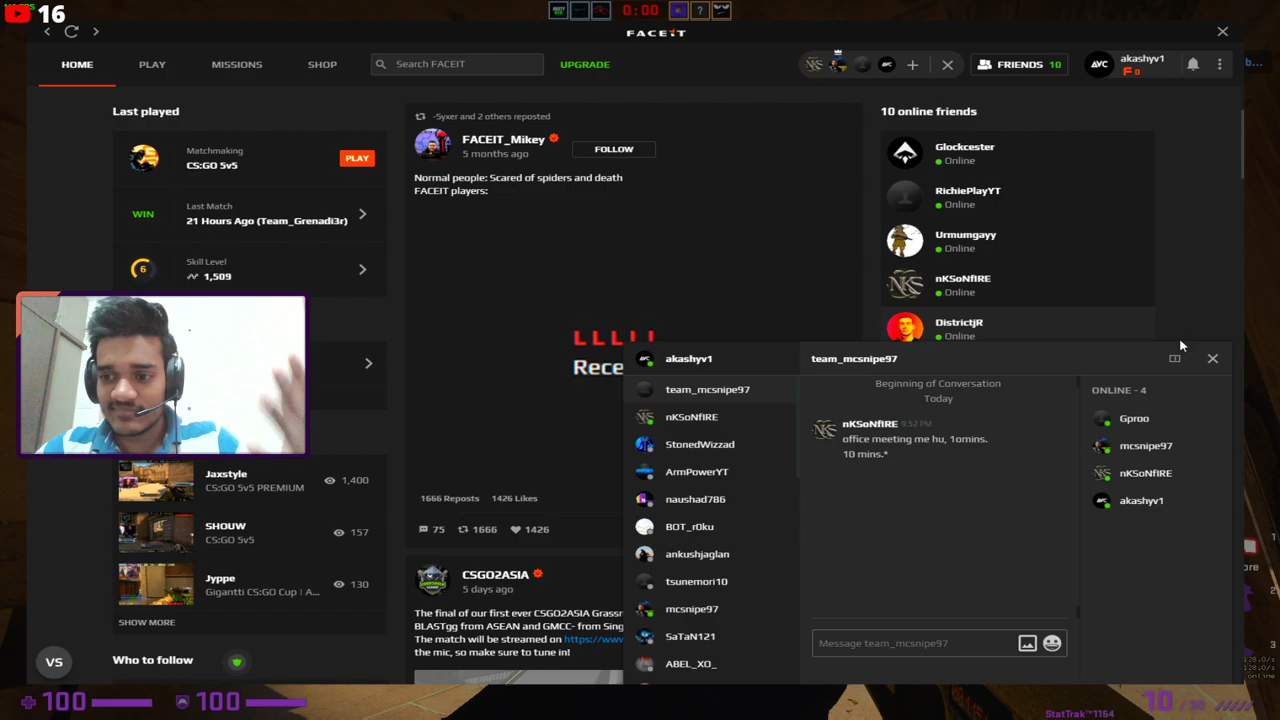 16
0:00
FACEIT
HOME
PLAY
MISSIONS
SHOP
Search FACEIT
UPGRADE
FRIENDS 10
AVC
akashyv1
0
Last played
Matchmaking
CS:GO 5v5
PLAY
WIN
Last Match
21 Hours Ago (Team_Grenadi3r)
6
Skill Level
1,509
Jaxstyle
CS:GO 5V5 PREMIUM
1,400
SHOUW
CS:GO 5v5
157
Jyppe
Gigantti CS:GO Cup | A...
130
SHOW MORE
Who to follow
VS
-Syxer and 2 others reposted
FACEIT_Mikey
5 months ago
FOLLOW
Normal people: Scared of spiders and death
FACEIT players:
L L L L L
Rece
1666 Reposts
1426 Likes
75
1666
1426
CSGO2ASIA
5 days ago
The final of our first ever CSGO2ASIA Grassr
BLASTgg from ASEAN and GMCC- from Sing
The match will be streamed on https://www
the mic, so make sure to tune in!
10 online friends
Glockcester
Online
RichiePlayYT
Online
Urmumgayy
Online
nKSoNfIRE
Online
DistrictjR
Online
akashyv1
team_mcsnipe97
nKSoNfIRE
StonedWizzad
ArmPowerYT
naushad786
BOT_r0ku
ankushjaglan
tsunemori10
mcsnipe97
SaTaN121
ABEL_XO_
team_mcsnipe97
Beginning of Conversation
Today
nKSoNfIRE 9:52 PM
office meeting me hu, 1omins.
10 mins.*
Message team_mcsnipe97
ONLINE - 4
Gproo
mcsnipe97
nKSoNfIRE
akashyv1
100
100
10
StatTrak™1154